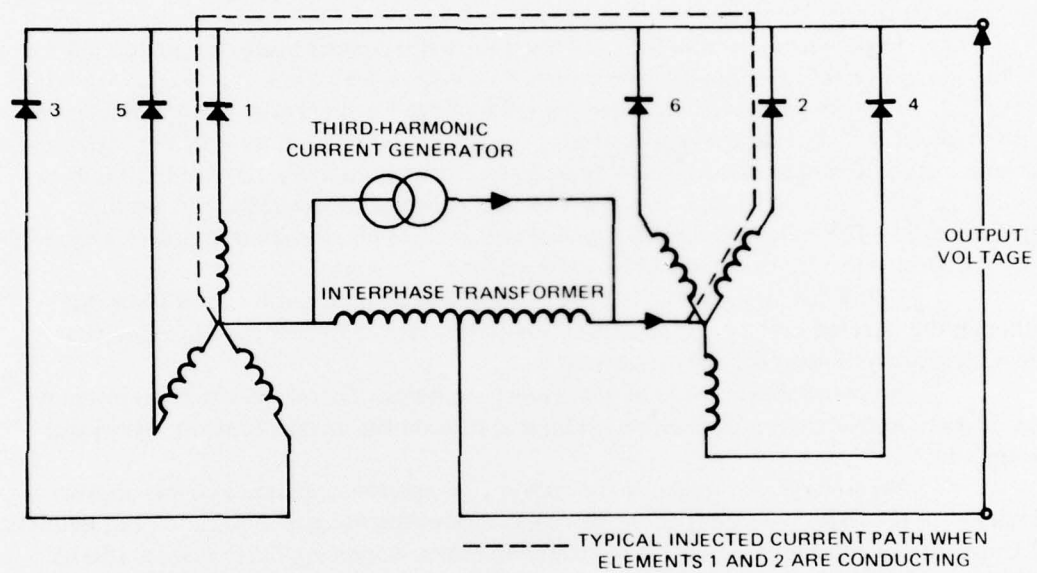 3
5
1
6
2
4
THIRD-HARMONIC
CURRENT GENERATOR
OUTPUT
VOLTAGE
INTERPHASE TRANSFORMER
TYPICAL INJECTED CURRENT PATH WHEN
ELEMENTS 1 AND 2 ARE CONDUCTING